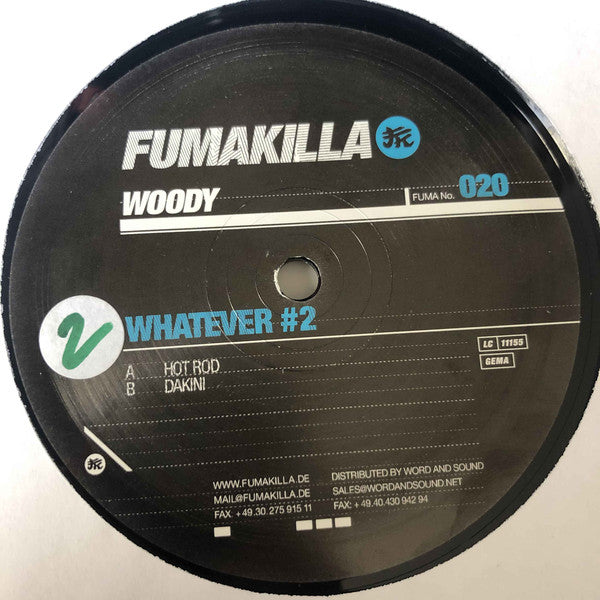 FUMAKILLA
WOODY
FUMA No. 020
2
WHATEVER #2
A HOT ROD
B DAKINI
LC 11155
GEMA
WWW.FUMAKILLA.DE
MAIL@FUMAKILLA.DE
FAX. +49.30. 275 915 11
DISTRIBUTED BY WORD AND SOUND
SALES@WORDANDSOUND.NET
FAX: +49.40.430 942 94